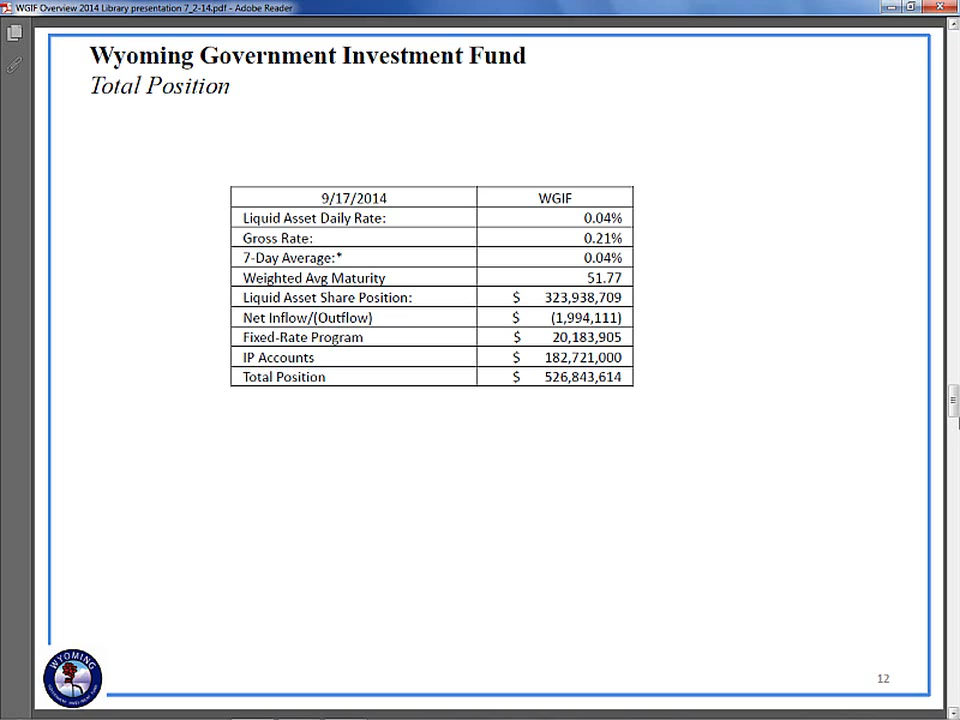 WGIF Overview 2014 Library presentation 7_2-14.pdf - Adobe Reader
Wyoming Government Investment Fund
Total Position
9/17/2014 WGIF
Liquid Asset Daily Rate: 0.04%
Gross Rate: 0.21%
7-Day Average:* 0.04%
Weighted Avg Maturity 51.77
Liquid Asset Share Position: $ 323,938,709
Net Inflow/(Outflow) $ (1,994,111)
Fixed-Rate Program $ 20,183,905
IP Accounts $ 182,721,000
Total Position $ 526,843,614
WYOMING
12